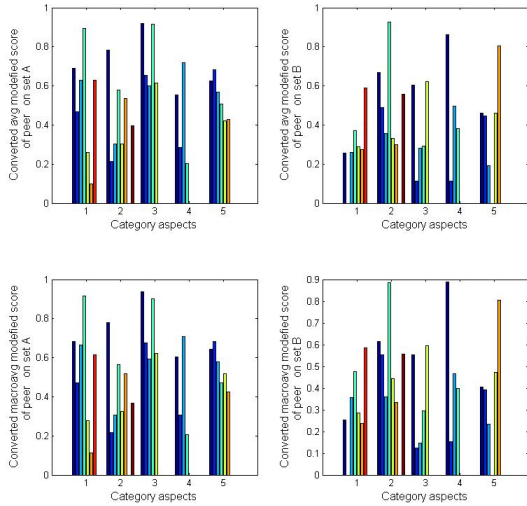 Converted avg modefied score
of peer on set A
1
0.8
0.6
0.4
0.2
0
1 2 3 4 5
Category aspects
Converted avg modefied score
of peer on set B
1
0.8
0.6
0.4
0.2
0
1 2 3 4 5
Category aspects
Converted macroavg modefied score
of peer on set A
1
0.8
0.6
0.4
0.2
0
1 2 3 4 5
Category aspects
Converted macroavg modefied score
of peer on set B
0.9
0.8
0.7
0.6
0.5
0.4
0.3
0.2
0.1
0
1 2 3 4 5
Category aspects